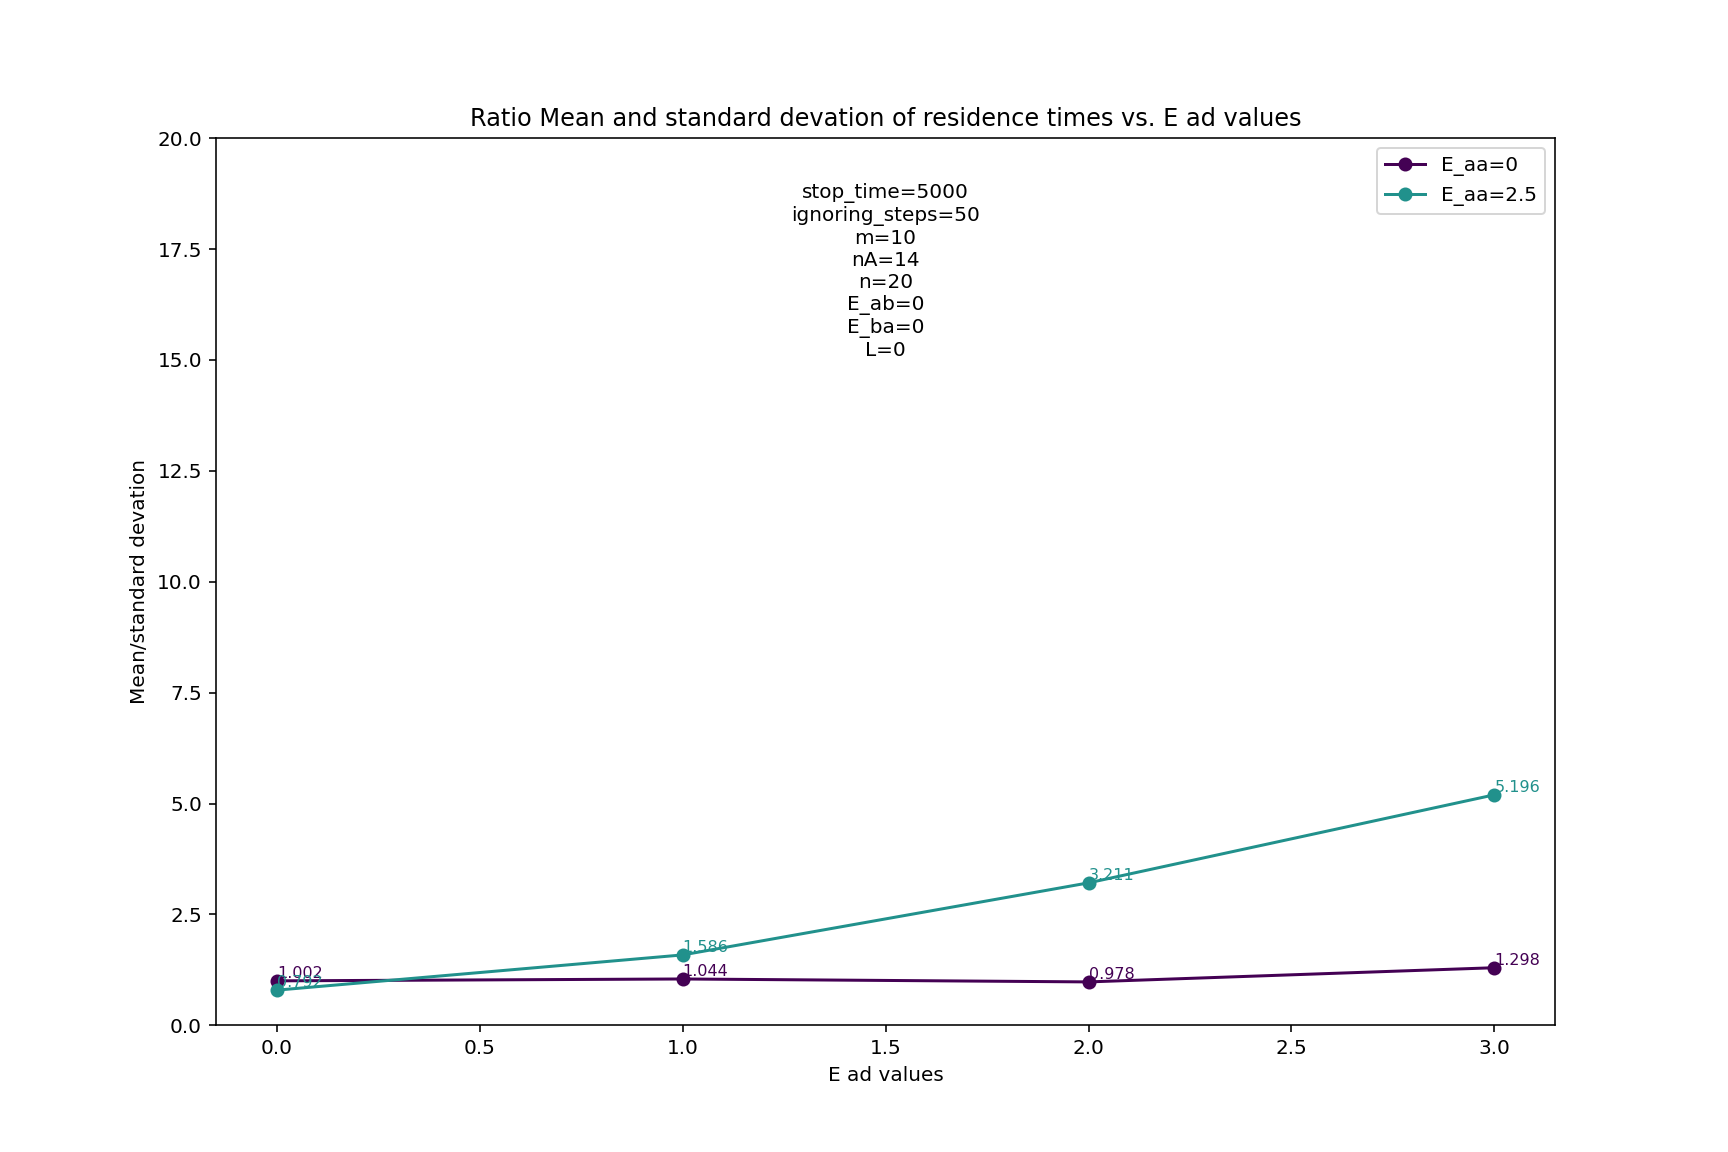 Ratio Mean and standard devation of residence times vs. E ad values
E_aa=0
E_aa=2.5
stop_time=5000
ignoring_steps=50
m=10
nA=14
n=20
E_ab=0
E_ba=0
L=0
20.0
17.5
15.0
12.5
10.0
7.5
5.0
2.5
0.0
Mean/standard devation
5.196
3.211
1.586
1.298
1.002
1.044
0.978
0.0
0.5
1.0
1.5
2.0
2.5
3.0
E ad values